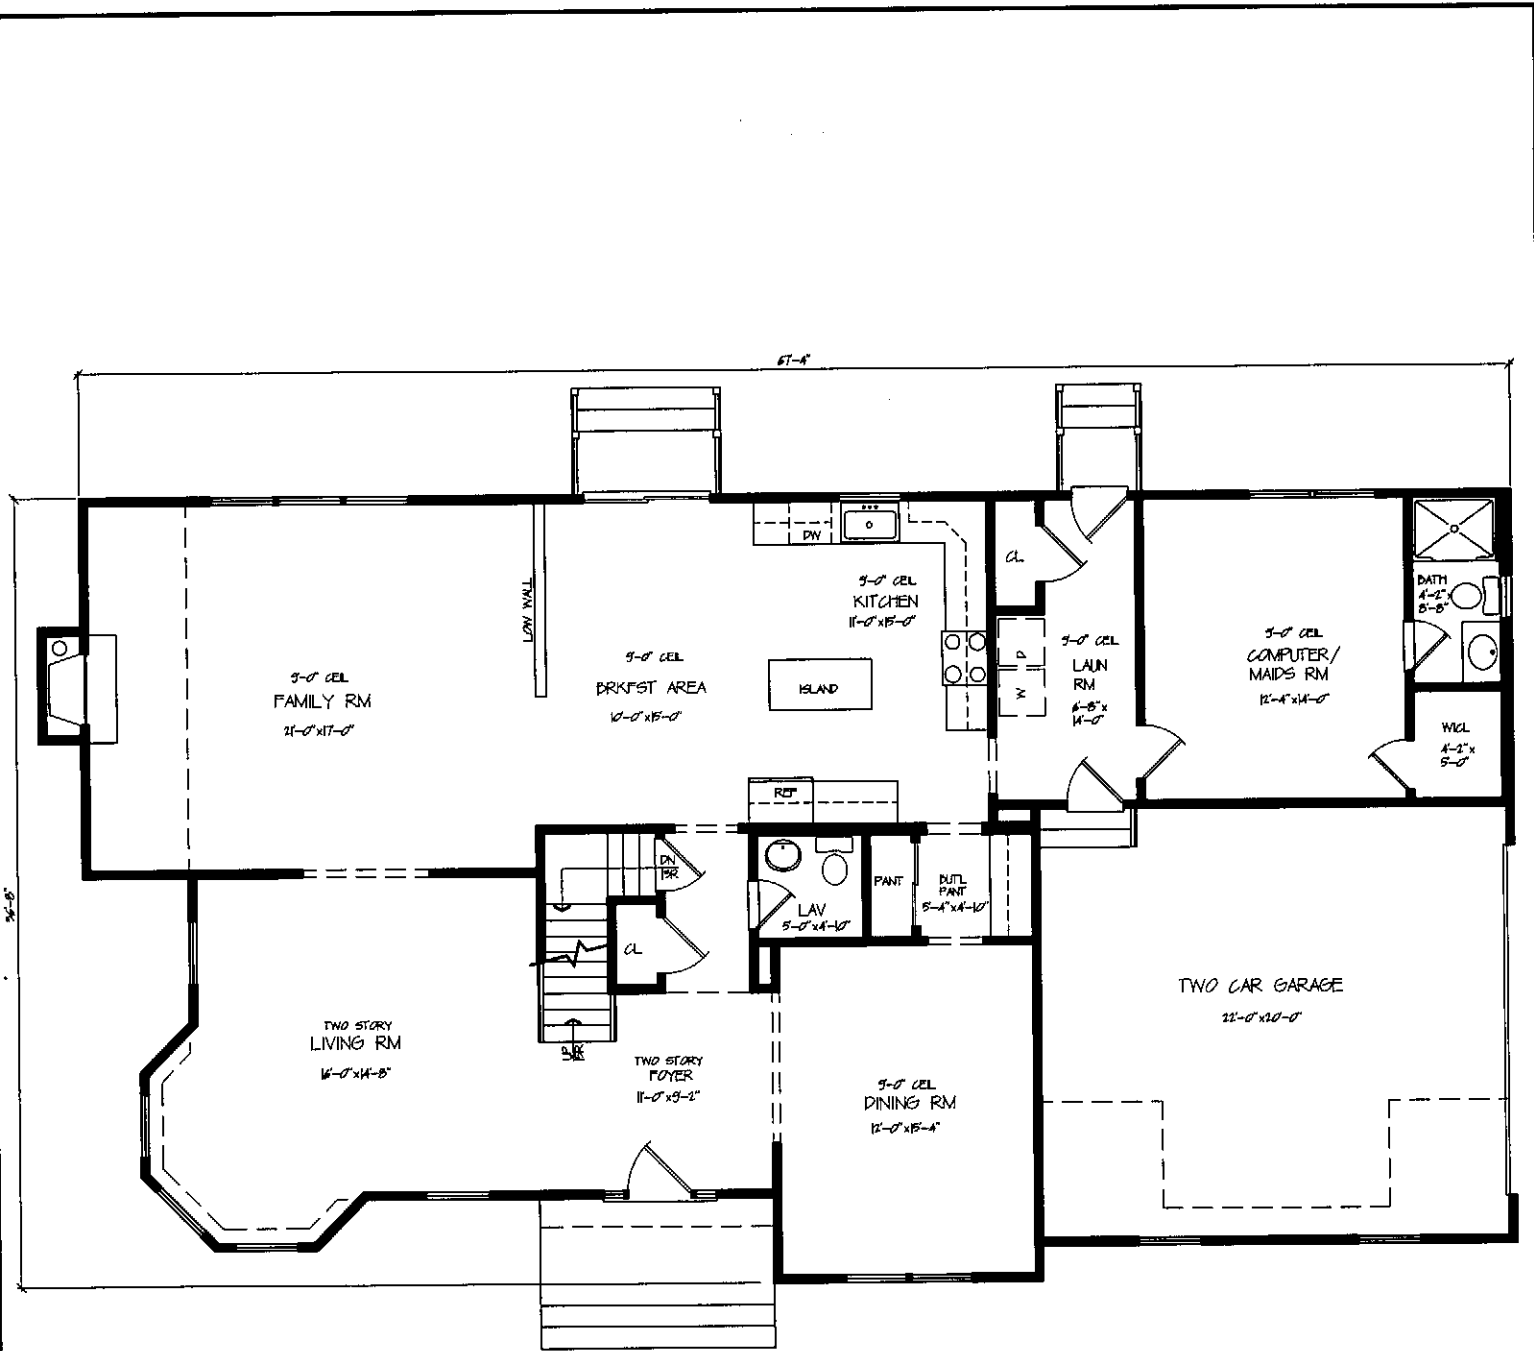 67'-4"
36'-8"
9'-0" CEIL
FAMILY RM
21'-0"x17'-0"
LOW WALL
9'-0" CEIL
BRKFST AREA
10'-0"x15'-0"
DW
9'-0" CEIL
KITCHEN
11'-0"x15'-0"
ISLAND
REF
CL
D
W
9'-0" CEIL
LAUN
RM
6'-8"x
14'-0"
9'-0" CEIL
COMPUTER/
MAIDS RM
12'-4"x14'-0"
BATH
4'-2"x
8'-8"
WICL
4'-2"x
5'-0"
DN
CL
LAV
5'-0"x4'-10"
PANT
BUTL
PANT
5'-4"x4'-10"
TWO STORY
LIVING RM
16'-0"x14'-8"
UP
TWO STORY
FOYER
11'-0"x9'-2"
9'-0" CEIL
DINING RM
12'-0"x15'-4"
TWO CAR GARAGE
22'-0"x20'-0"